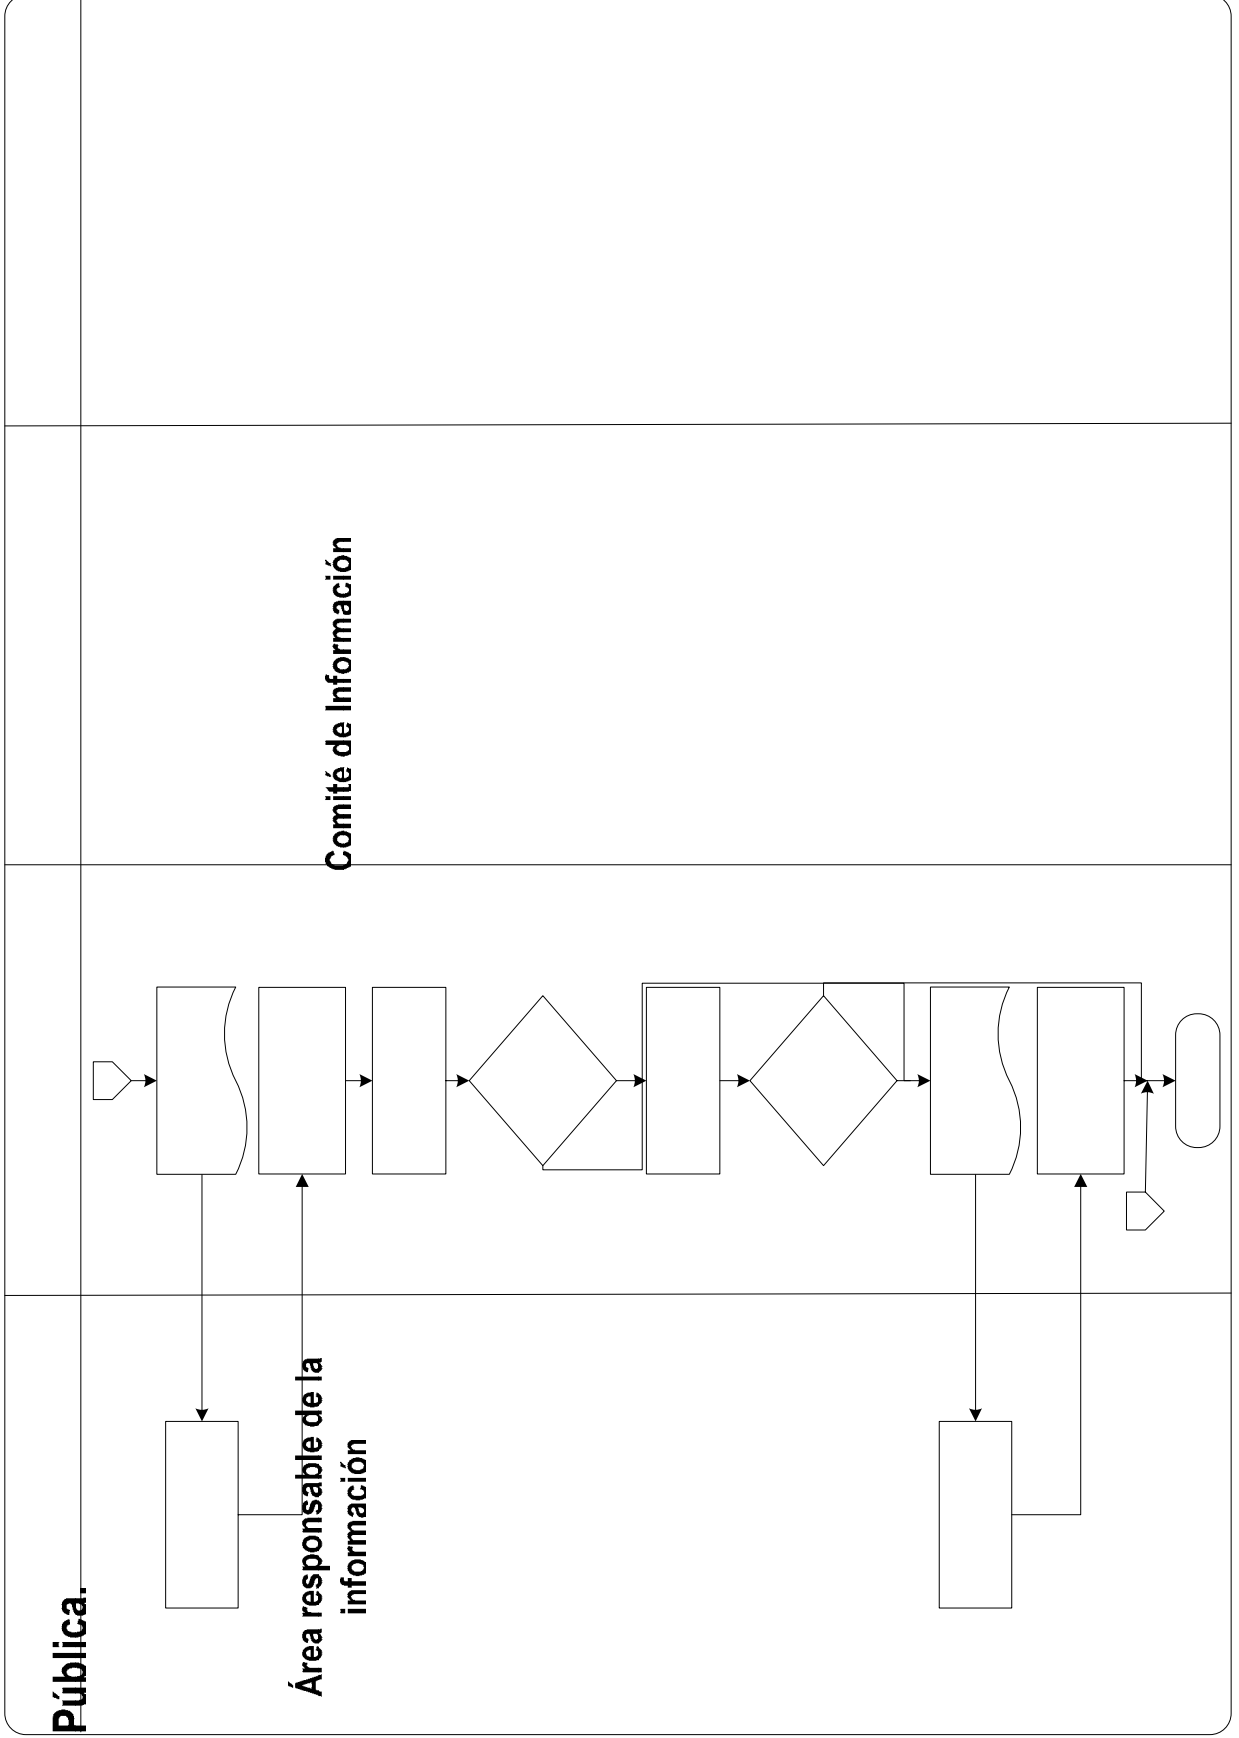 Pública.
Área responsable de la
información
Comité de Información